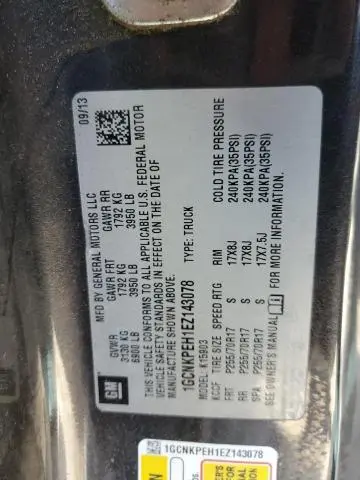 GM
MFD BY GENERAL MOTORS LLC
09/13
GVWR GAWR FRT GAWR RR
3130 KG 1792 KG 1792 KG
6900 LB 3950 LB 3950 LB
THIS VEHICLE CONFORMS TO ALL APPLICABLE U.S. FEDERAL MOTOR
VEHICLE SAFETY STANDARDS IN EFFECT ON THE DATE OF
MANUFACTURE SHOWN ABOVE.
1GCNKPEH1EZ143078 TYPE: TRUCK
MODEL: K15903
KCCF TIRE SIZE SPEED RTG RIM COLD TIRE PRESSURE
FRT P255/70R17 S 17X8J 240KPA(35PSI)
RR P255/70R17 S 17X8J 240KPA(35PSI)
SPA P255/70R17 S 17X7.5J 240KPA(35PSI)
SEE OWNER'S MANUAL FOR MORE INFORMATION.
1GCNKPEH1EZ143078